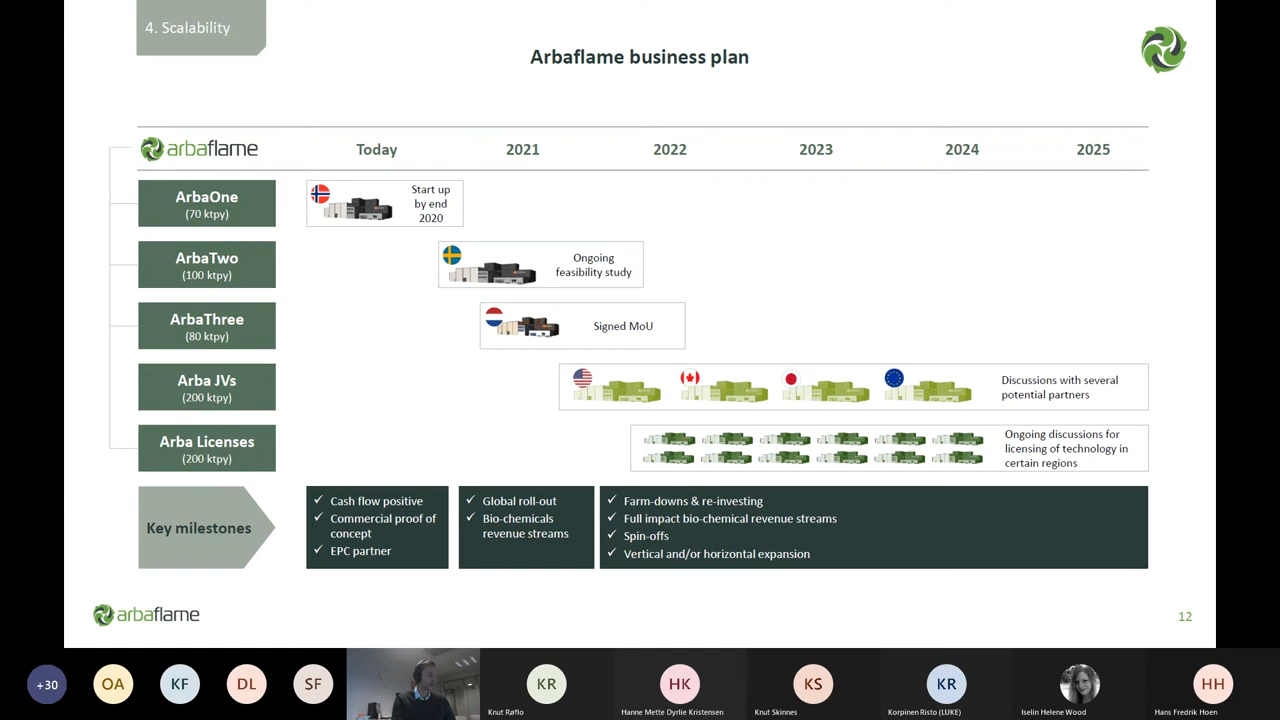 4. Scalability
Arbaflame business plan
arbaflame
Today
2021
2022
2023
2024
2025
ArbaOne
(70 ktpy)
Start up
by end
2020
ArbaTwo
(100 ktpy)
Ongoing
feasibility study
ArbaThree
(80 ktpy)
Signed MoU
Arba JVs
(200 ktpy)
Discussions with several
potential partners
Arba Licenses
(200 ktpy)
Ongoing discussions for
licensing of technology in
certain regions
Key milestones
✓ Cash flow positive
✓ Commercial proof of
concept
✓ EPC partner
✓ Global roll-out
✓ Bio-chemicals
revenue streams
✓ Farm-downs & re-investing
✓ Full impact bio-chemical revenue streams
✓ Spin-offs
✓ Vertical and/or horizontal expansion
arbaflame
12
+30
OA
KF
DL
SF
KR
Knut Røflo
HK
Hanne Mette Dyrlie Kristensen
KS
Knut Skinnes
KR
Korpinen Risto (LUKE)
Iselin Helene Wood
HH
Hans Fredrik Hoen